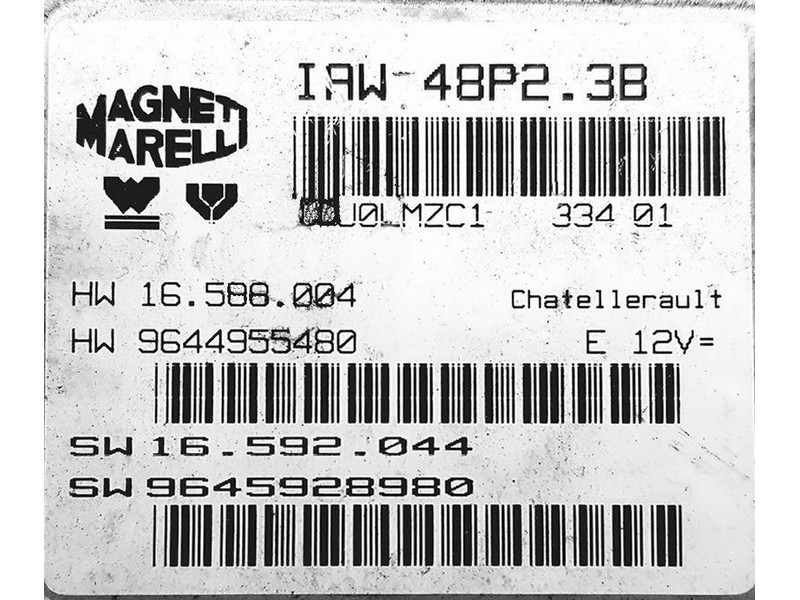 MAGNETI
MARELLI
IAW-48P2.3B
J0LMZC1 334 01
HW 16.588.004
Chatellerault
HW 9644955480
E 12V=
SW 16.592.044
SW 9645928980